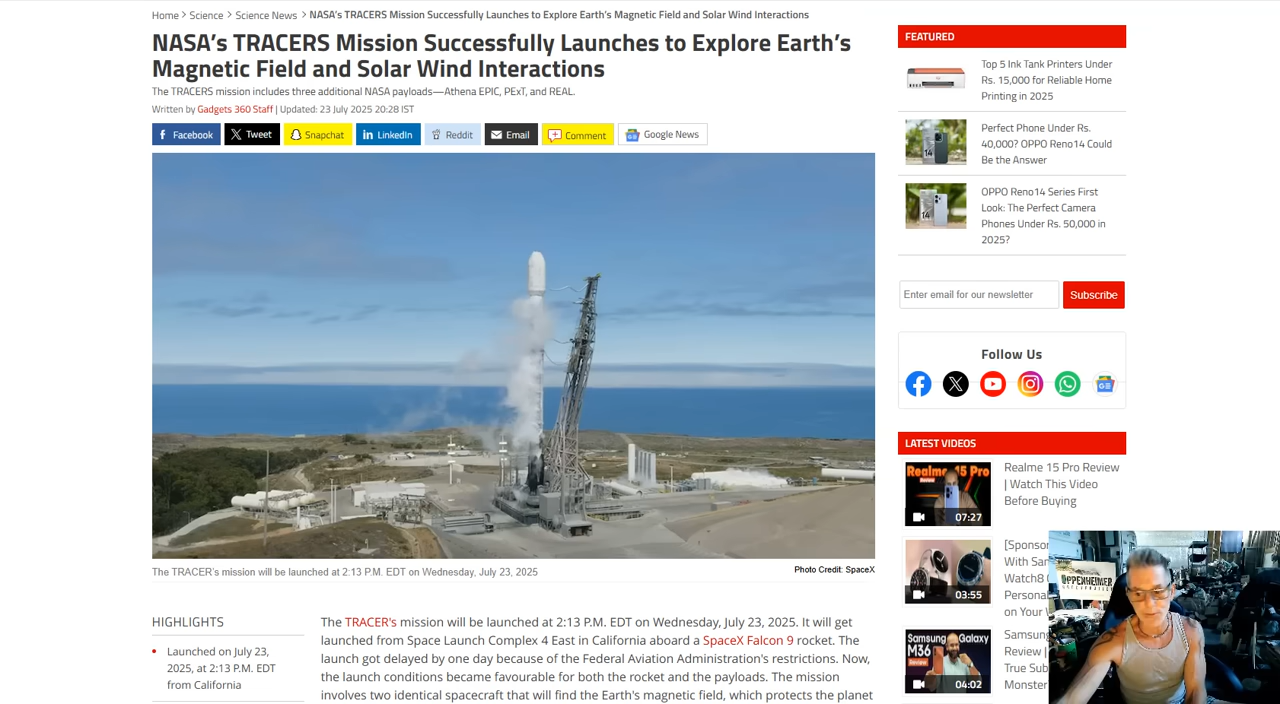 Home > Science > Science News > NASA's TRACERS Mission Successfully Launches to Explore Earth's Magnetic Field and Solar Wind Interactions
NASA's TRACERS Mission Successfully Launches to Explore Earth's
Magnetic Field and Solar Wind Interactions
The TRACERS mission includes three additional NASA payloads—Athena EPIC, PExT, and REAL.
Written by Gadgets 360 Staff | Updated: 23 July 2025 20:28 IST
Facebook
Tweet
Snapchat
LinkedIn
Reddit
Email
Comment
Google News
The TRACER's mission will be launched at 2:13 P.M. EDT on Wednesday, July 23, 2025
Photo Credit: SpaceX
HIGHLIGHTS
Launched on July 23,
2025, at 2:13 P.M. EDT
from California
The TRACER's mission will be launched at 2:13 P.M. EDT on Wednesday, July 23, 2025. It will get
launched from Space Launch Complex 4 East in California aboard a SpaceX Falcon 9 rocket. The
launch got delayed by one day because of the Federal Aviation Administration's restrictions. Now,
the launch conditions became favourable for both the rocket and the payloads. The mission
involves two identical spacecraft that will find the Earth's magnetic field, which protects the planet
FEATURED
Top 5 Ink Tank Printers Under
Rs. 15,000 for Reliable Home
Printing in 2025
Perfect Phone Under Rs.
40,000? OPPO Reno14 Could
Be the Answer
14
OPPO Reno14 Series First
Look: The Perfect Camera
Phones Under Rs. 50,000 in
2025?
14
Enter email for our newsletter
Subscribe
Follow Us
LATEST VIDEOS
Realme 15 Pro
Review
07:27
Realme 15 Pro Review
| Watch This Video
Before Buying
03:55
[Sponsor
With Sam
Watch8
Persona
on Your
Samsung Galaxy
M36
04:02
Samsung
Review |
True Sub
Monster
OPPENHEIMER